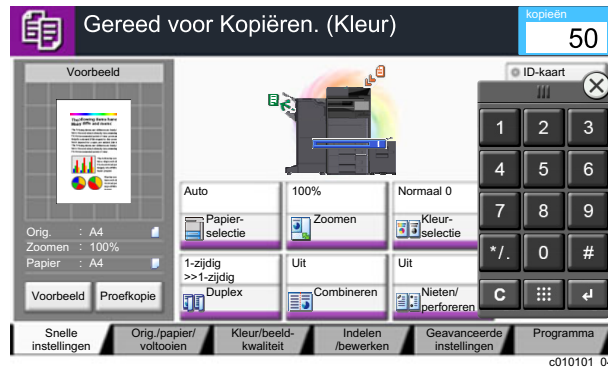 Gereed voor Kopiëren. (Kleur)
kopieën
50
Voorbeeld
ID-kaart
Orig. : A4
Zoomen : 100%
Papier : A4
Voorbeeld
Proefkopie
Auto
Papier-
selectie
100%
Zoomen
Normaal 0
Kleur-
selectie
1-zijdig
>>1-zijdig
Duplex
Uit
Combineren
Uit
Nieten/
perforeren
1 2 3
4 5 6
7 8 9
*/. 0 #
C
Snelle
instellingen
Orig./papier/
voltooien
Kleur/beeld-
kwaliteit
Indelen
/bewerken
Geavanceerde
instellingen
Programma
c010101_0